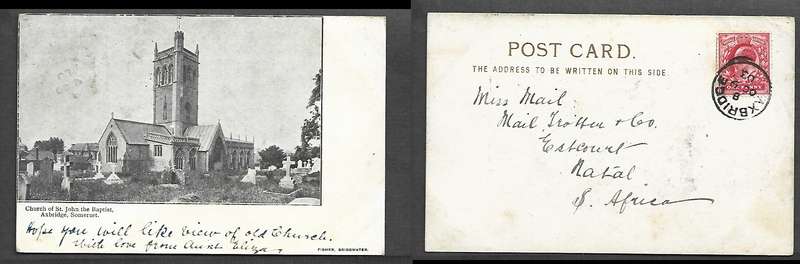 Church of St. John the Baptist,
Axbridge, Somerset.
Hope you will like view of old Church.
With love from Aunt Eliza.
FISHER, BRIDGWATER.
POST CARD.
THE ADDRESS TO BE WRITTEN ON THIS SIDE.
AXBRIDGE
Miss Mail.
Mail Trotter & Co.
Estcourt
Natal
S. Africa